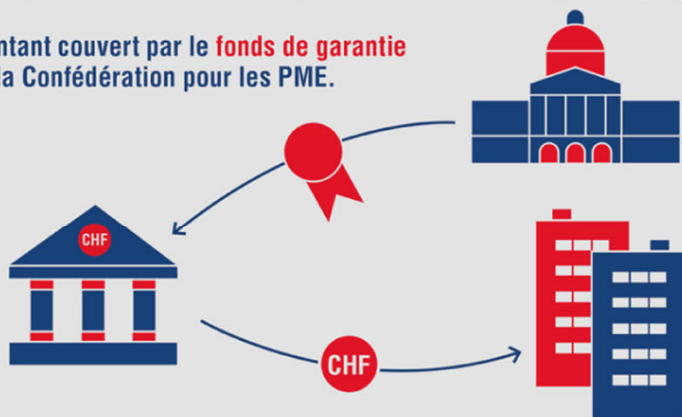 ntant couvert par le fonds de garantie
la Confédération pour les PME.
CHF
CHF